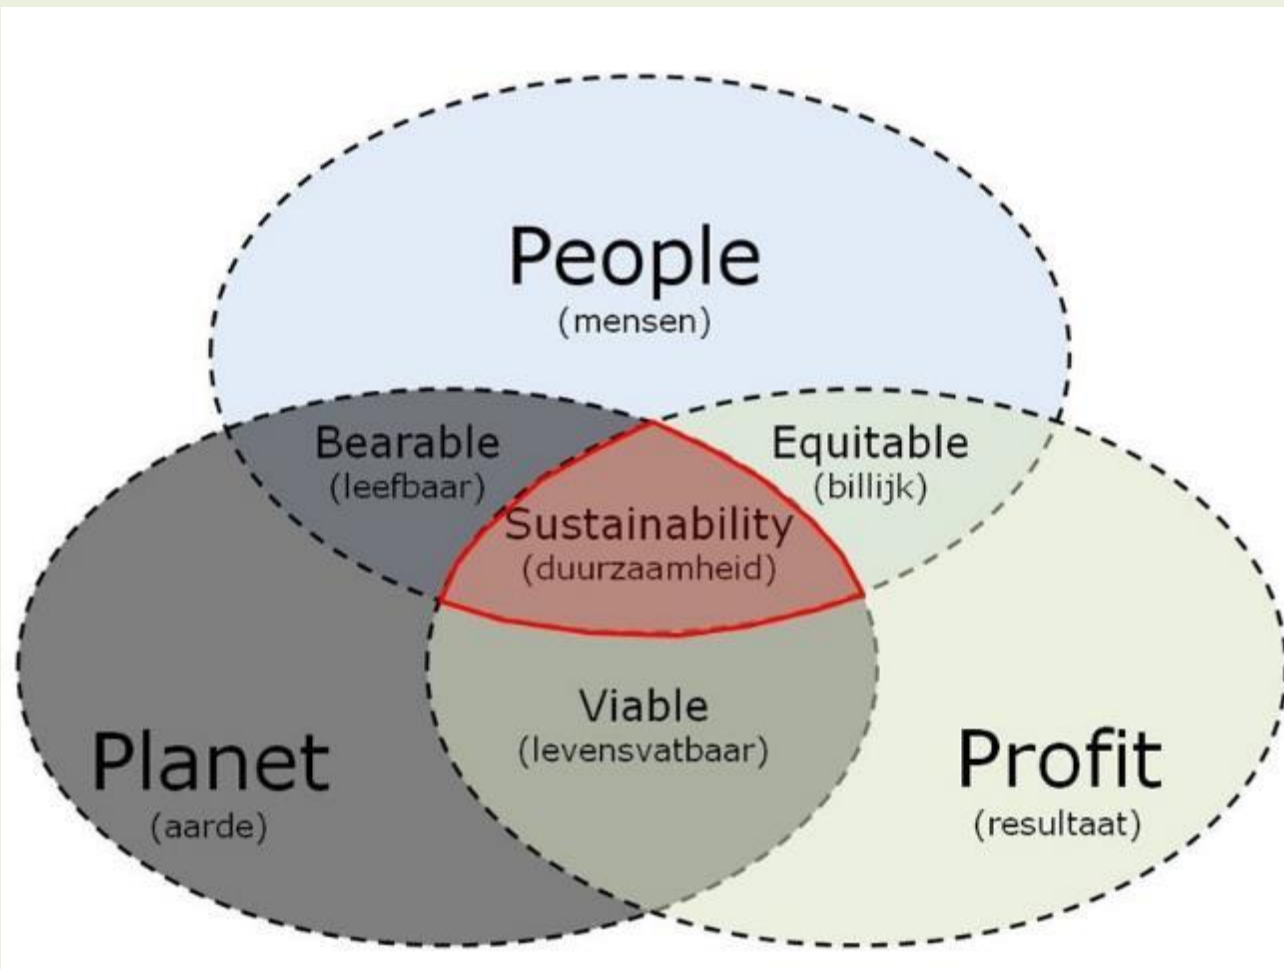 People
(mensen)
Bearable
(leefbaar)
Equitable
(billijk)
Sustainability
(duurzaamheid)
Viable
(levensvatbaar)
Planet
(aarde)
Profit
(resultaat)